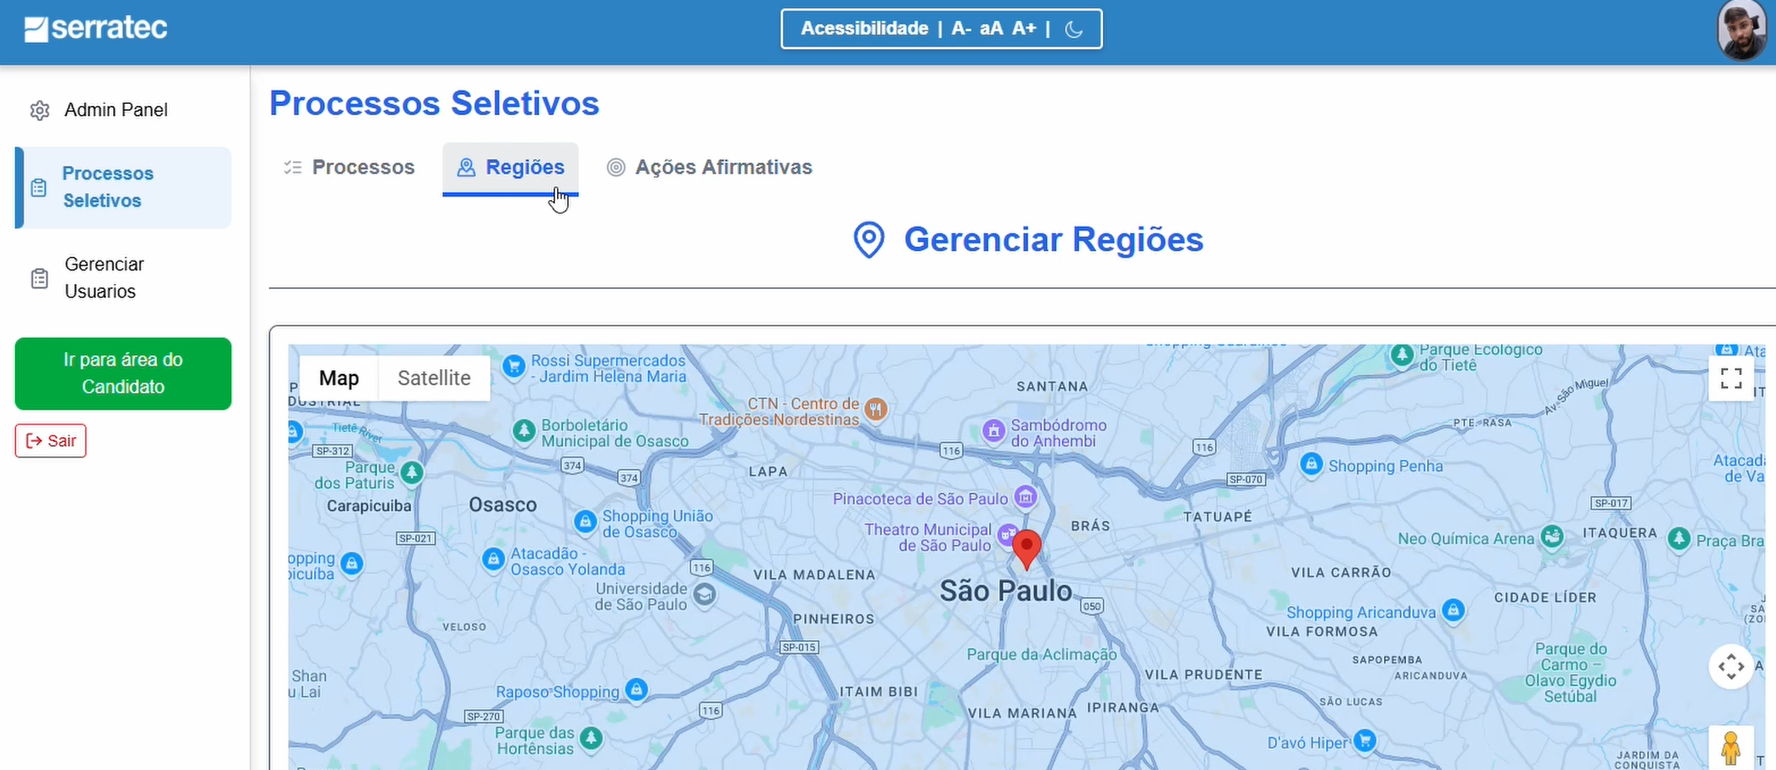 serratec
Acessibilidade | A- aA A+ |
Admin Panel
Processos
Seletivos
Gerenciar
Usuarios
Ir para área do
Candidato
Sair
Processos Seletivos
Processos
Regiões
Ações Afirmativas
Gerenciar Regiões
Map
Satellite
Rossi Supermercados
- Jardim Helena Maria
CTN - Centro de
Tradições Nordestinas
SANTANA
Parque Ecológico
do Tietê
Av. São Miguel
Borboletário
Municipal de Osasco
Sambódromo
do Anhembi
PTE. RASA
Tietê River
SP-312
374
374
116
116
SP-070
Shopping Penha
Parque
dos Paturis
Carapicuiba
Osasco
LAPA
Pinacoteca de São Paulo
TATUAPÉ
SP-017
Shopping União
de Osasco
Theatro Municipal
de São Paulo
BRÁS
Neo Química Arena
ITAQUERA
Praça Bra
SP-021
Atacadão -
Osasco Yolanda
116
VILA MADALENA
São Paulo
VILA CARRÃO
Universidade
de São Paulo
050
CIDADE LÍDER
Shopping Aricanduva
VELOSO
PINHEIROS
VILA FORMOSA
SP-015
Parque da Aclimação
Parque do
Carmo –
Olavo Egydio
Setúbal
SAPOPEMBA
ARICANDUVA
VILA PRUDENTE
Shan
u Lai
Raposo Shopping
ITAIM BIBI
SÃO LUCAS
116
SP-270
VILA MARIANA
IPIRANGA
Parque das
Hortênsias
D'avó Hiper
JARDIM DA
CONQUISTA